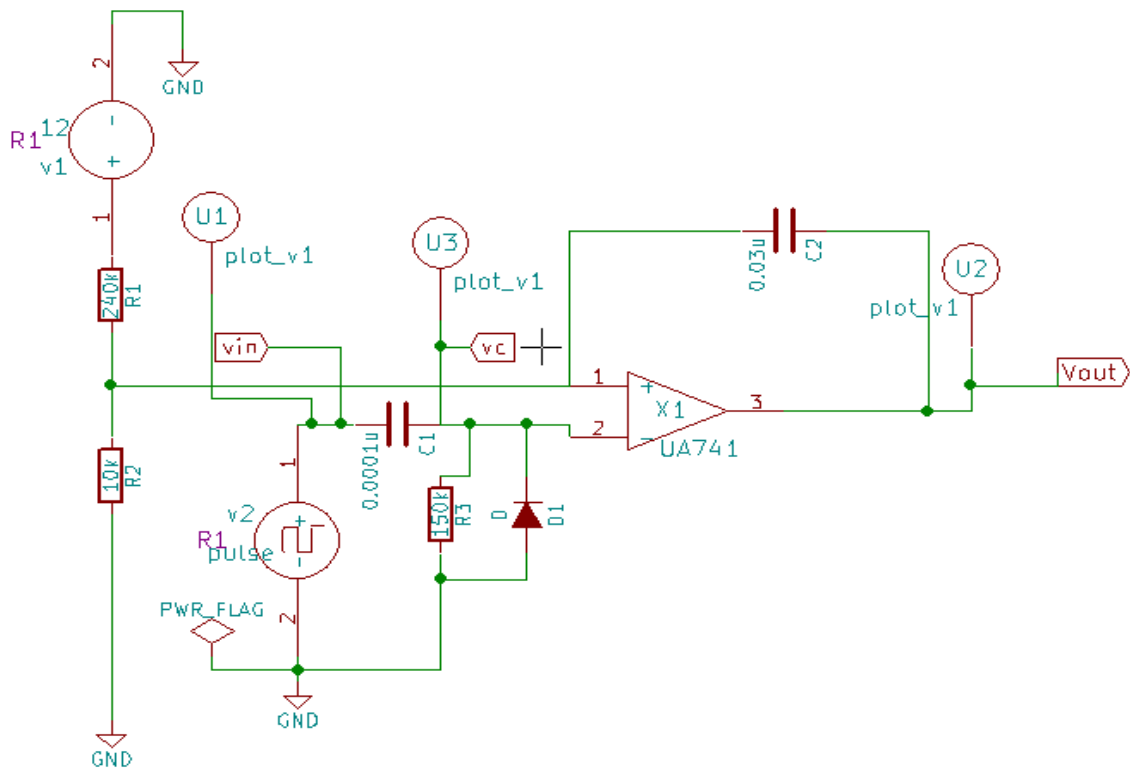 2
GND
-
12
R1
+
v1
1
U1
plot_v1
U3
plot_v1
0.03u
C2
U2
plot_v1
240k
R1
vin
vc
1
+
X1
2
-
UA741
3
Vout
10k
R2
1
0.0001u
C1
v2
+
R1
pulse
-
150k
R3
D
D1
PWR_FLAG
2
GND
GND